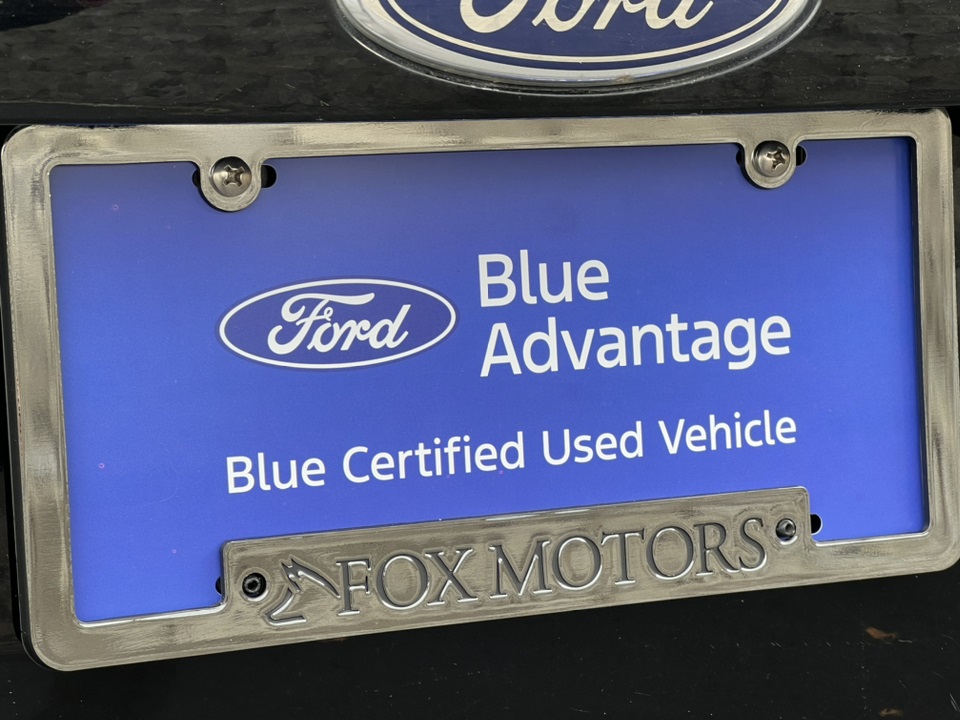 Ford
Ford
Blue
Advantage
Blue Certified Used Vehicle
FOX MOTORS